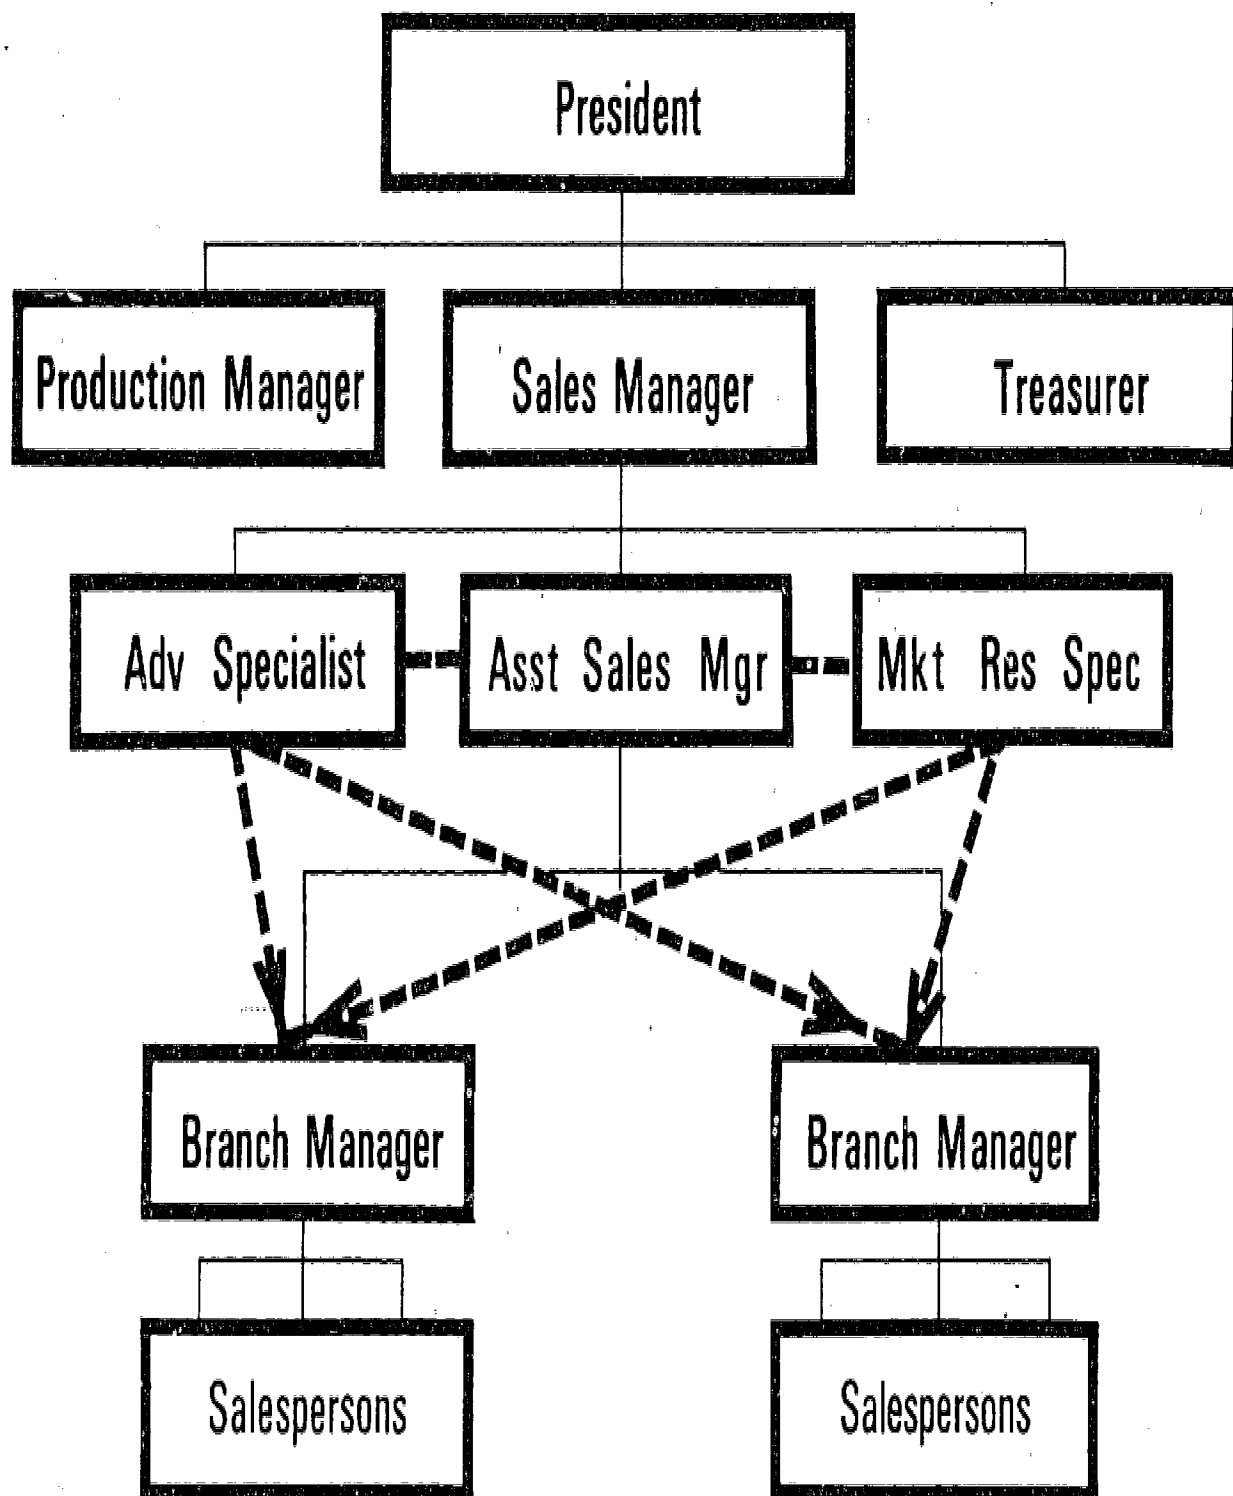 President
Production Manager
Sales Manager
Treasurer
Adv Specialist
Asst Sales Mgr
Mkt Res Spec
Branch Manager
Branch Manager
Salespersons
Salespersons